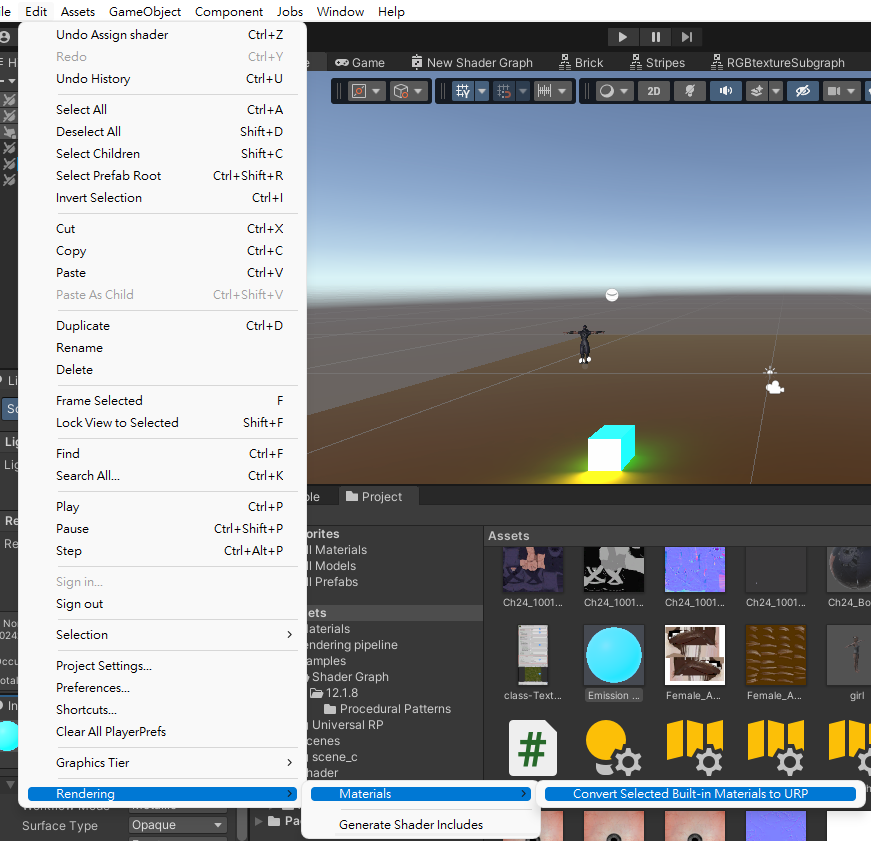 Edit Assets GameObject Component Jobs Window Help
Undo Assign shader Ctrl+Z
Redo Ctrl+Y
Undo History Ctrl+U
Select All Ctrl+A
Deselect All Shift+D
Select Children Shift+C
Select Prefab Root Ctrl+Shift+R
Invert Selection Ctrl+I
Cut Ctrl+X
Copy Ctrl+C
Paste Ctrl+V
Paste As Child Ctrl+Shift+V
Duplicate Ctrl+D
Rename
Delete
Frame Selected F
Lock View to Selected Shift+F
Find Ctrl+F
Search All... Ctrl+K
Play Ctrl+P
Pause Ctrl+Shift+P
Step Ctrl+Alt+P
Sign in...
Sign out
Selection
Project Settings...
Preferences...
Shortcuts...
Clear All PlayerPrefs
Graphics Tier
Rendering
Materials
Convert Selected Built-in Materials to URP
Generate Shader Includes
Game New Shader Graph Brick Stripes RGBtextureSubgraph
2D
Project
orites
ll Materials
ll Models
ll Prefabs
ets
aterials
endering pipeline
amples
Shader Graph
12.1.8
Procedural Patterns
Universal RP
cenes
scene_c
hader
Assets
Ch24_1001... Ch24_1001... Ch24_1001... Ch24_1001... Ch24_Bo
class-Text... Emission ... Female_A... Female_A... girl
Surface Type Opaque